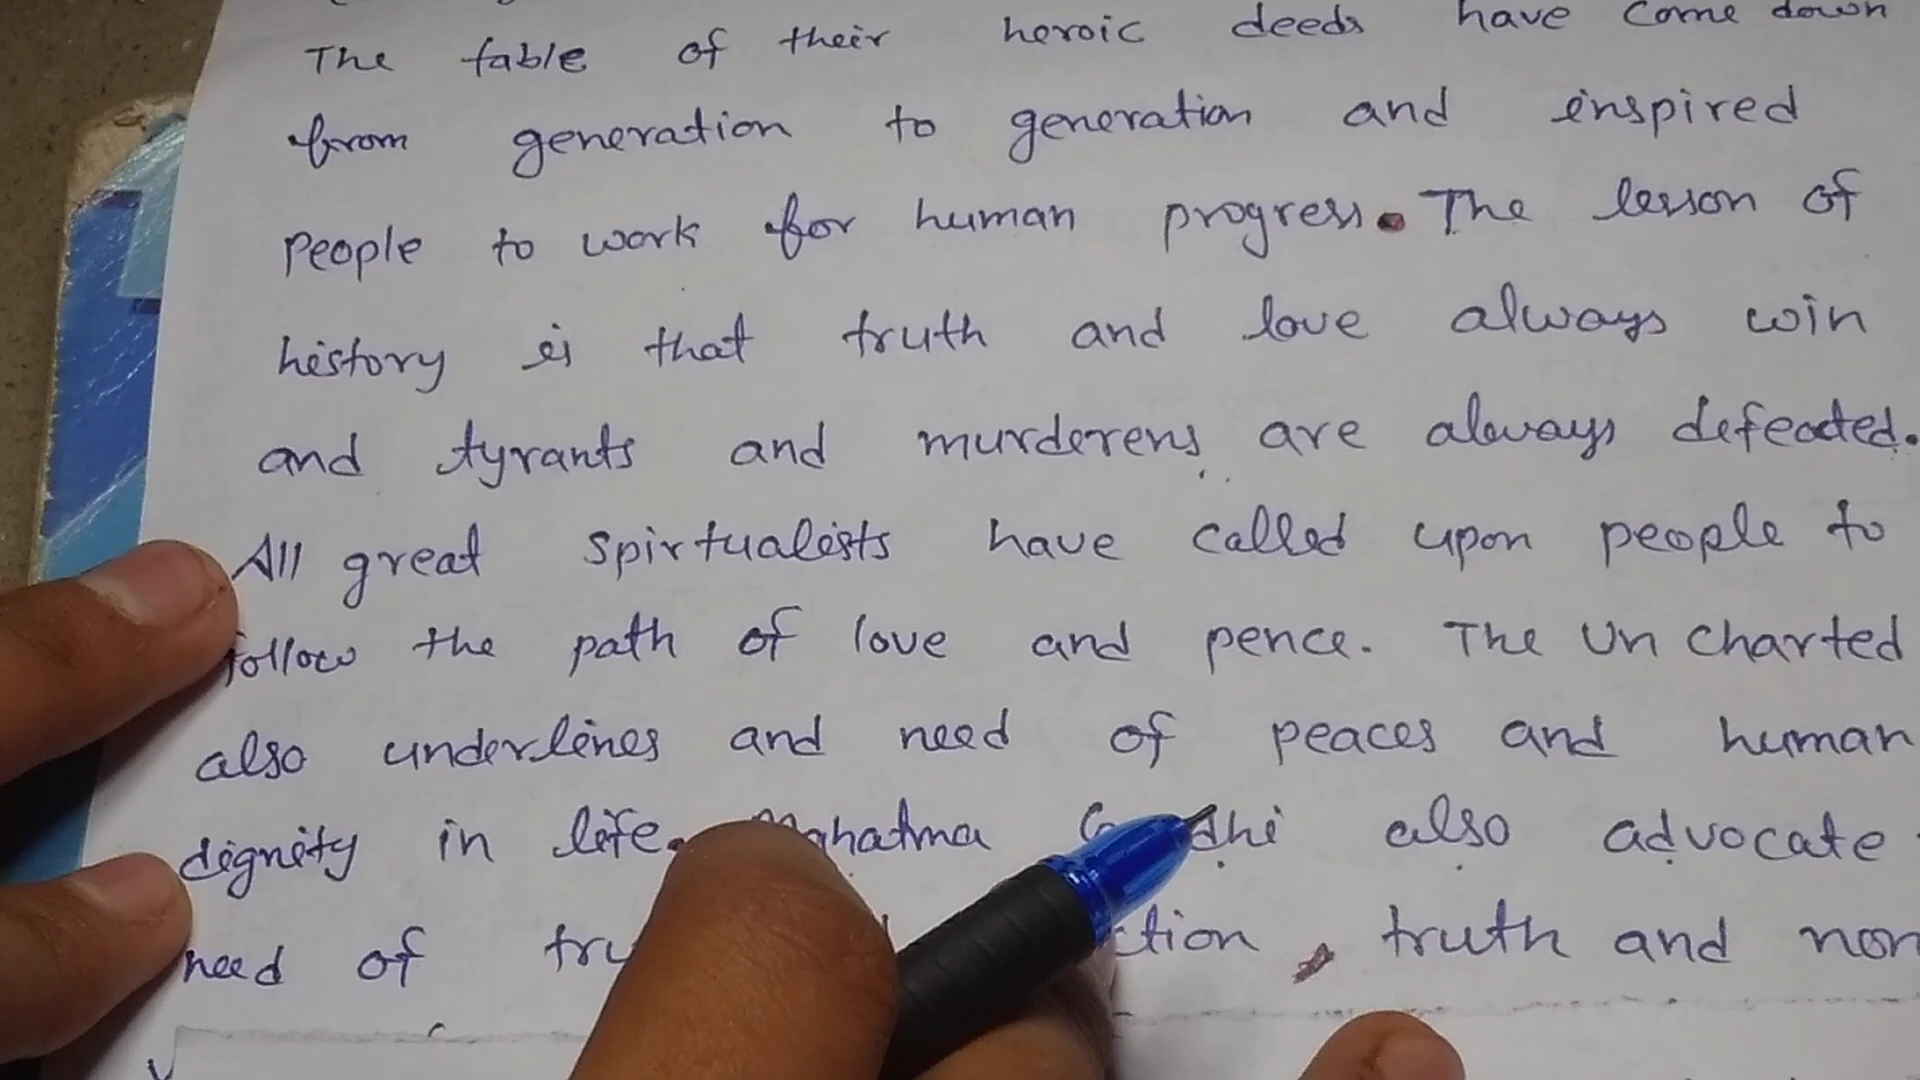 The fable of their heroic deeds have come down
from generation to generation and inspired
people to work for human progress. The lesson of
history is that truth and love always win
and tyrants and murderers are always defeated.
All great spirtualists have called upon people to
follow the path of love and pence. The Un Charted
also underlines and need of peaces and human
dignity in life. Mahatma also advocate
need of truth and non